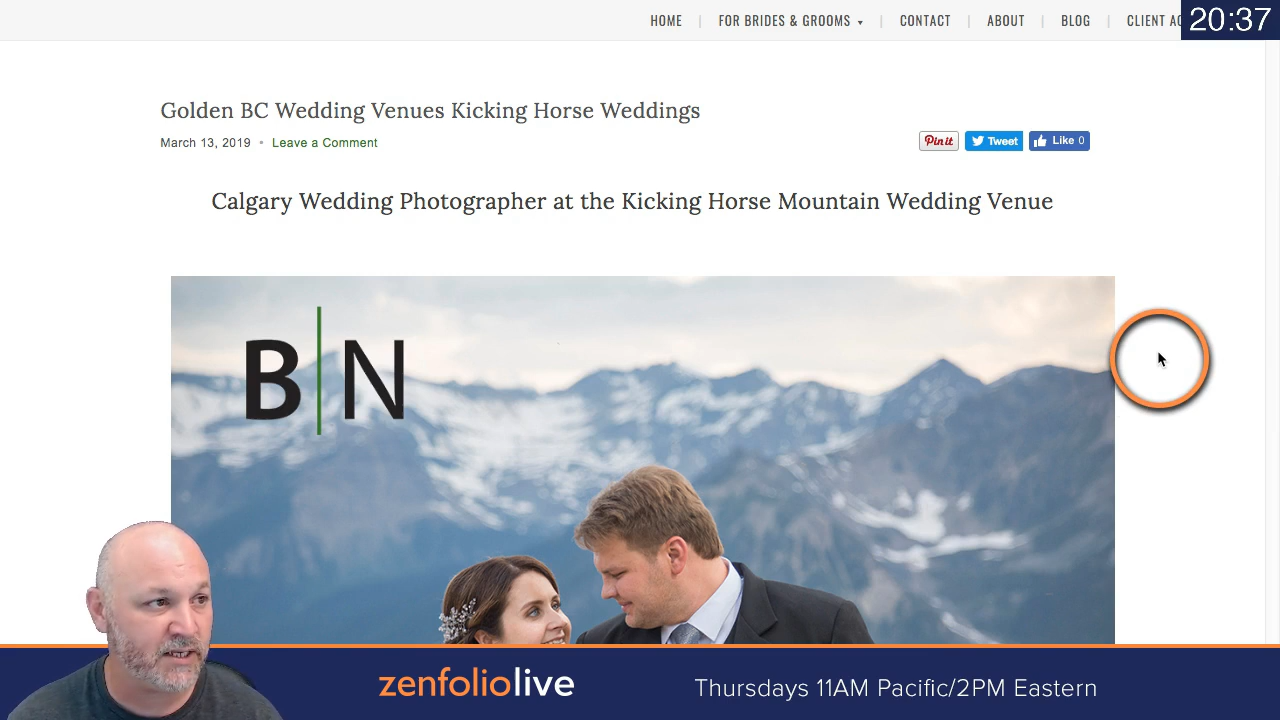 HOME | FOR BRIDES & GROOMS ▾ | CONTACT | ABOUT | BLOG | CLIENT AC
20:37
Golden BC Wedding Venues Kicking Horse Weddings
March 13, 2019 • Leave a Comment
Pin it Tweet Like 0
Calgary Wedding Photographer at the Kicking Horse Mountain Wedding Venue
B|N
zenfoliolive
Thursdays 11AM Pacific/2PM Eastern